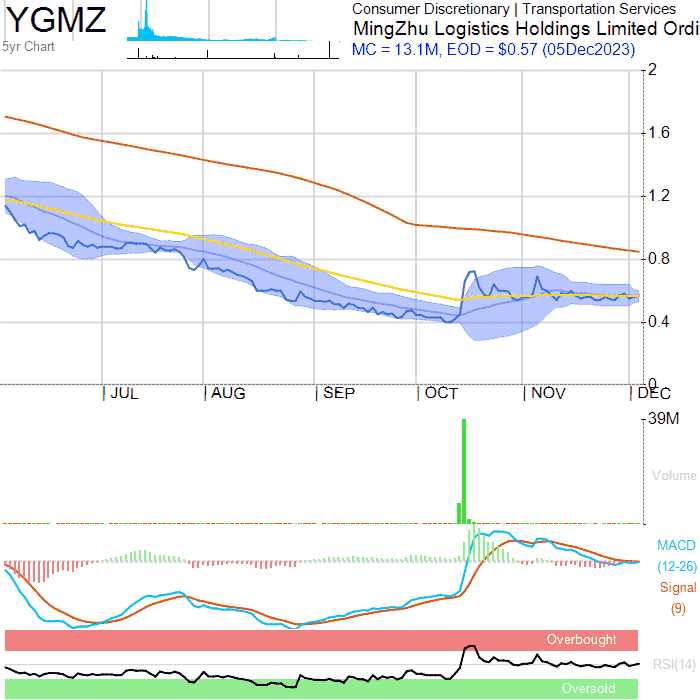 YGMZ
5yr Chart
Consumer Discretionary | Transportation Services
MingZhu Logistics Holdings Limited Ordi
MC = 13.1M, EOD = $0.57 (05Dec2023)
2
1.6
1.2
0.8
0.4
0
JUL
AUG
SEP
OCT
NOV
DEC
39M
Volume
MACD
(12-26)
Signal
(9)
Overbought
RSI(14)
Oversold